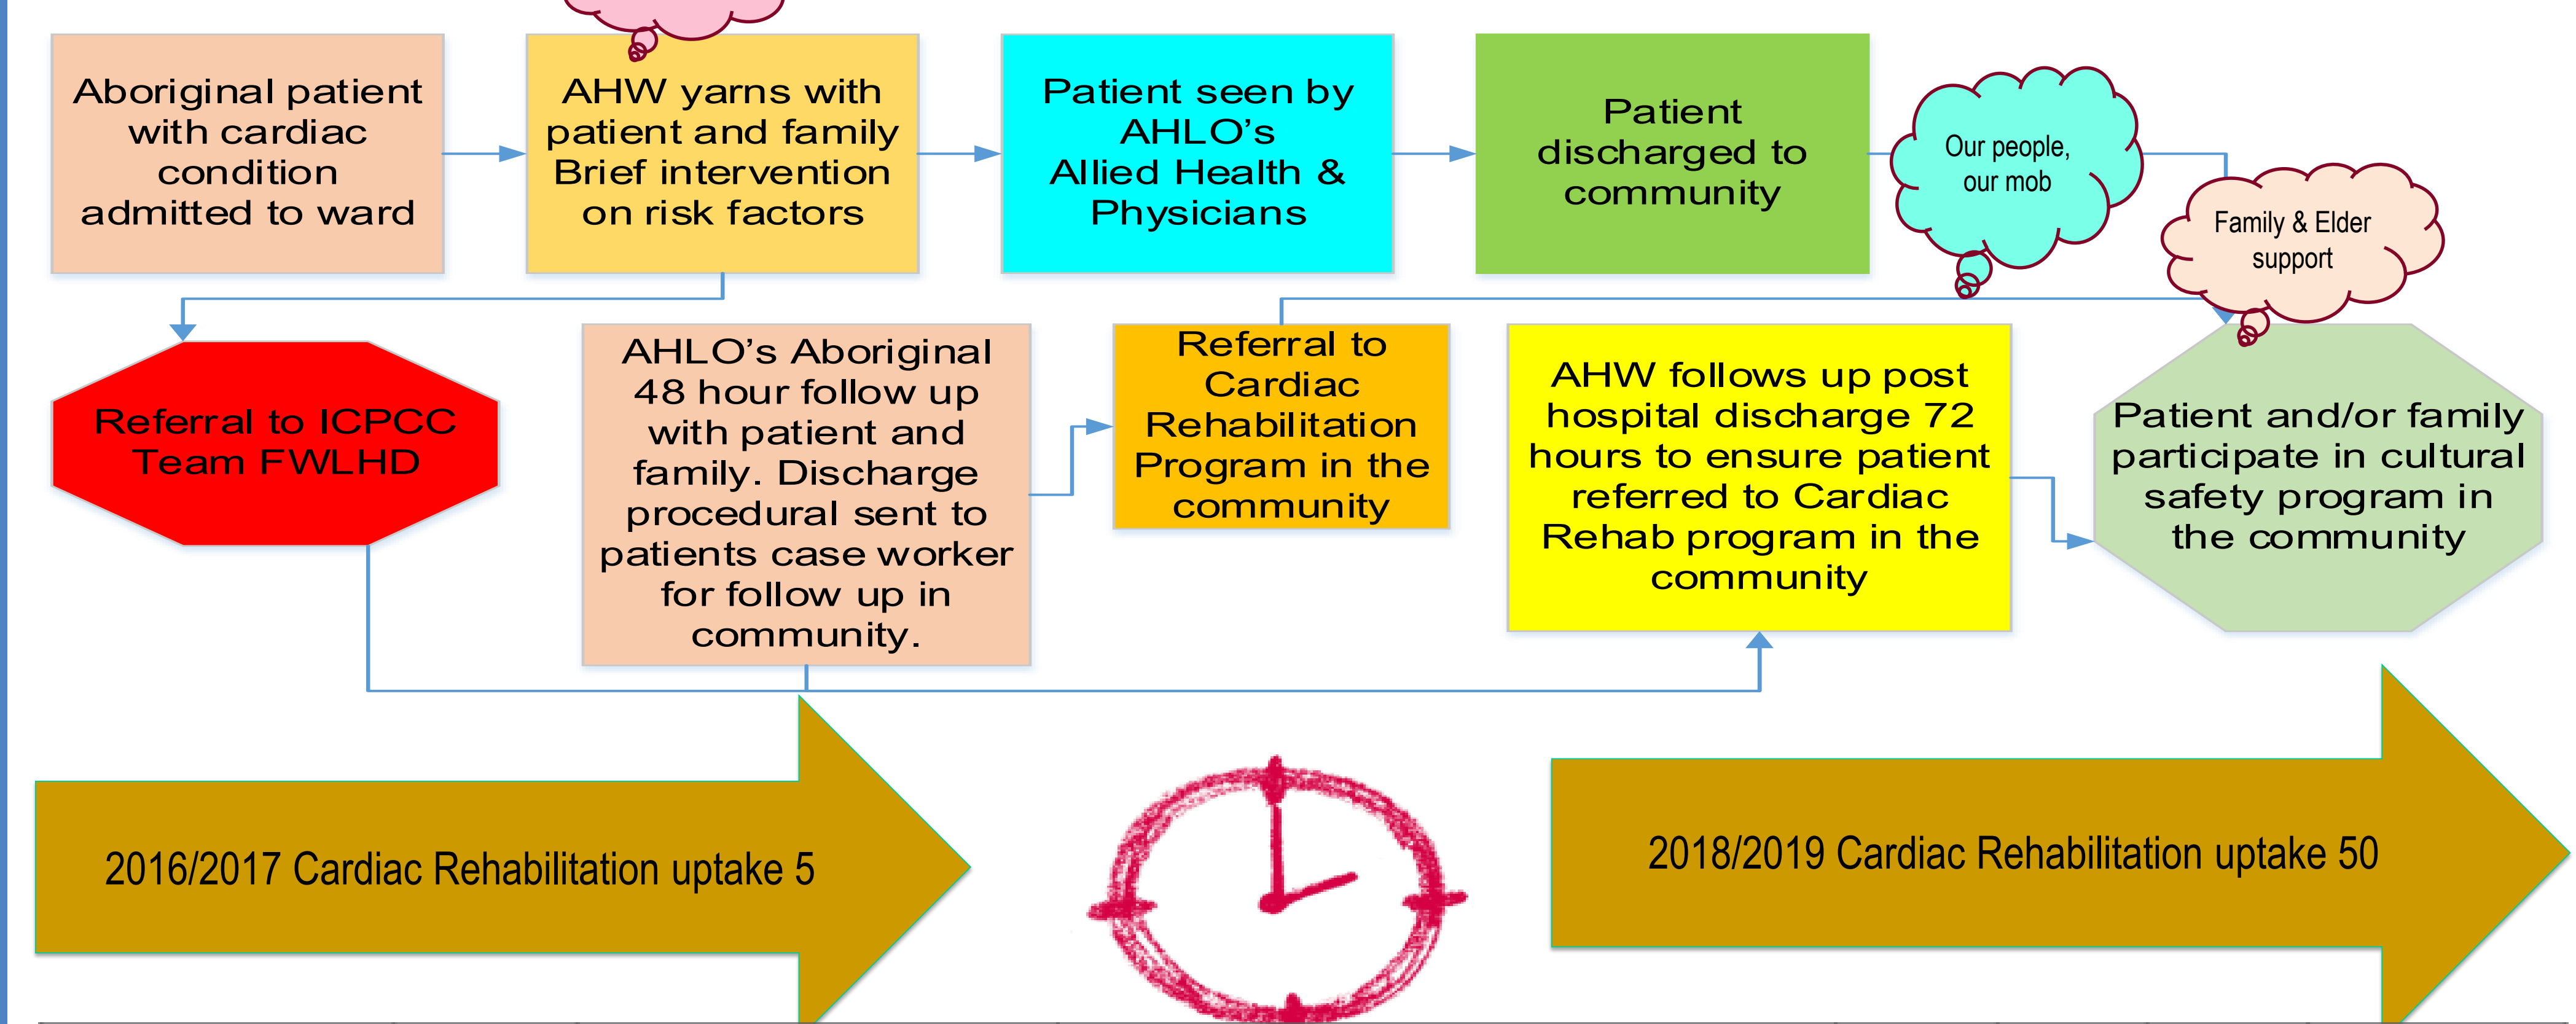 Aboriginal patient
with cardiac
condition
admitted to ward
AHW yarns with
patient and family
Brief intervention
on risk factors
Patient seen by
AHLO’s
Allied Health &
Physicians
Patient
discharged to
community
Our people,
our mob
Family & Elder
support
Referral to ICPCC
Team FWLHD
AHLO’s Aboriginal
48 hour follow up
with patient and
family. Discharge
procedural sent to
patients case worker
for follow up in
community.
Referral to
Cardiac
Rehabilitation
Program in the
community
AHW follows up post
hospital discharge 72
hours to ensure patient
referred to Cardiac
Rehab program in the
community
Patient and/or family
participate in cultural
safety program in
the community
2016/2017 Cardiac Rehabilitation uptake 5
2018/2019 Cardiac Rehabilitation uptake 50